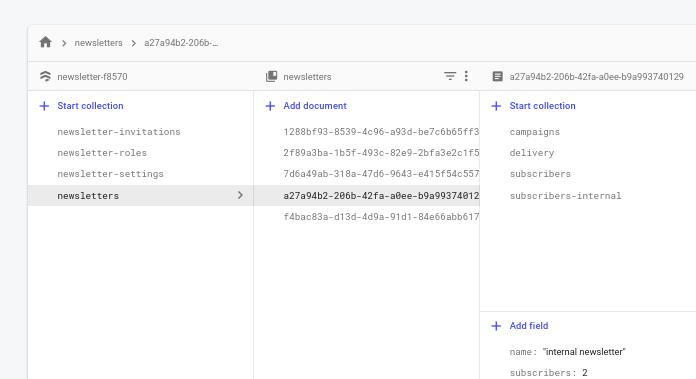 newsletters a27a94b2-206b-...
newsletter-f8570
Start collection
newsletter-invitations
newsletter-roles
newsletter-settings
newsletters
newsletters
Add document
1288bf93-8539-4c96-a93d-be7c6b65ff3
2f89a3ba-1b5f-493c-82e9-2bfa3e2c1f5
7d6a49ab-318a-47d6-9643-e415f54c557
a27a94b2-206b-42fa-a0ee-b9a99374012
f4bac83a-d13d-4d9a-91d1-84e66abb617
a27a94b2-206b-42fa-a0ee-b9a993740129
Start collection
campaigns
delivery
subscribers
subscribers-internal
Add field
name: "internal newsletter"
subscribers: 2